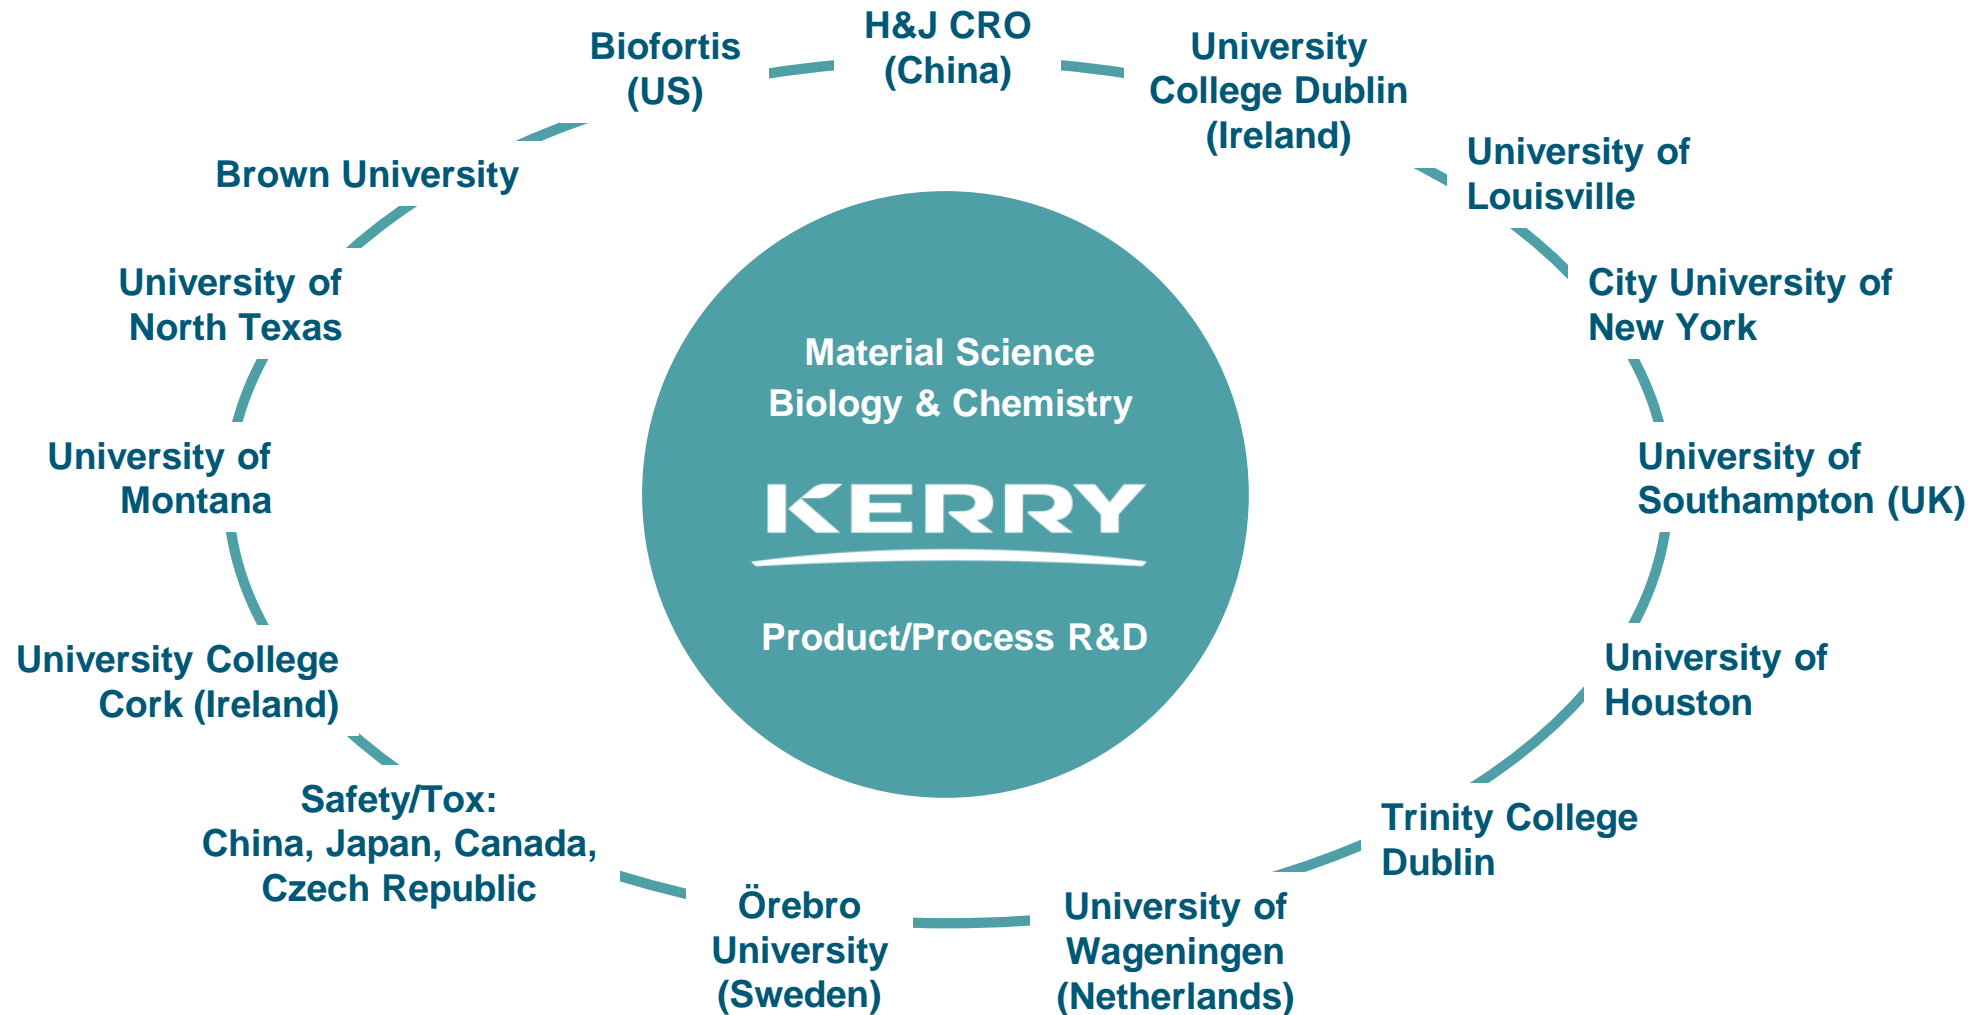 H&J CRO
(China)
University
College Dublin
(Ireland)
University of
Louisville
City University of
New York
University of
Southampton (UK)
University of
Houston
Trinity College
Dublin
University of
Wageningen
(Netherlands)
Örebro
University
(Sweden)
Safety/Tox:
China, Japan, Canada,
Czech Republic
University College
Cork (Ireland)
University of
Montana
University of
North Texas
Brown University
Biofortis
(US)
Material Science
Biology & Chemistry
KERRY
Product/Process R&D